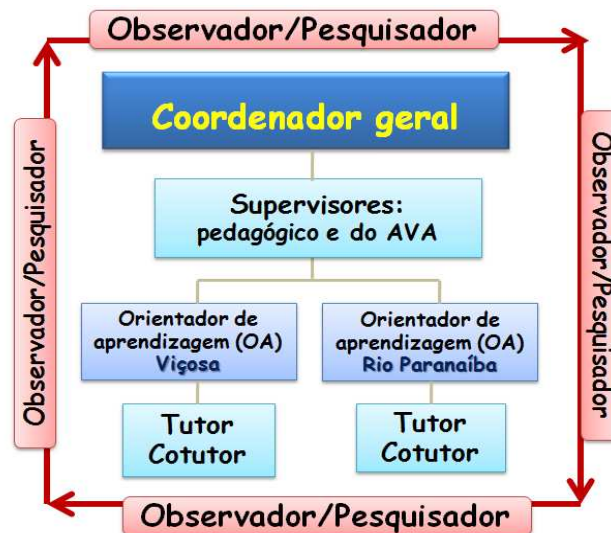 Observador/Pesquisador
Coordenador geral
Observador/Pesquisador
Observador/Pesquisador
Supervisores:
pedagógico e do AVA
Orientador de
aprendizagem (OA)
Viçosa
Orientador de
aprendizagem (OA)
Rio Paranaíba
Tutor
Cotutor
Tutor
Cotutor
Observador/Pesquisador